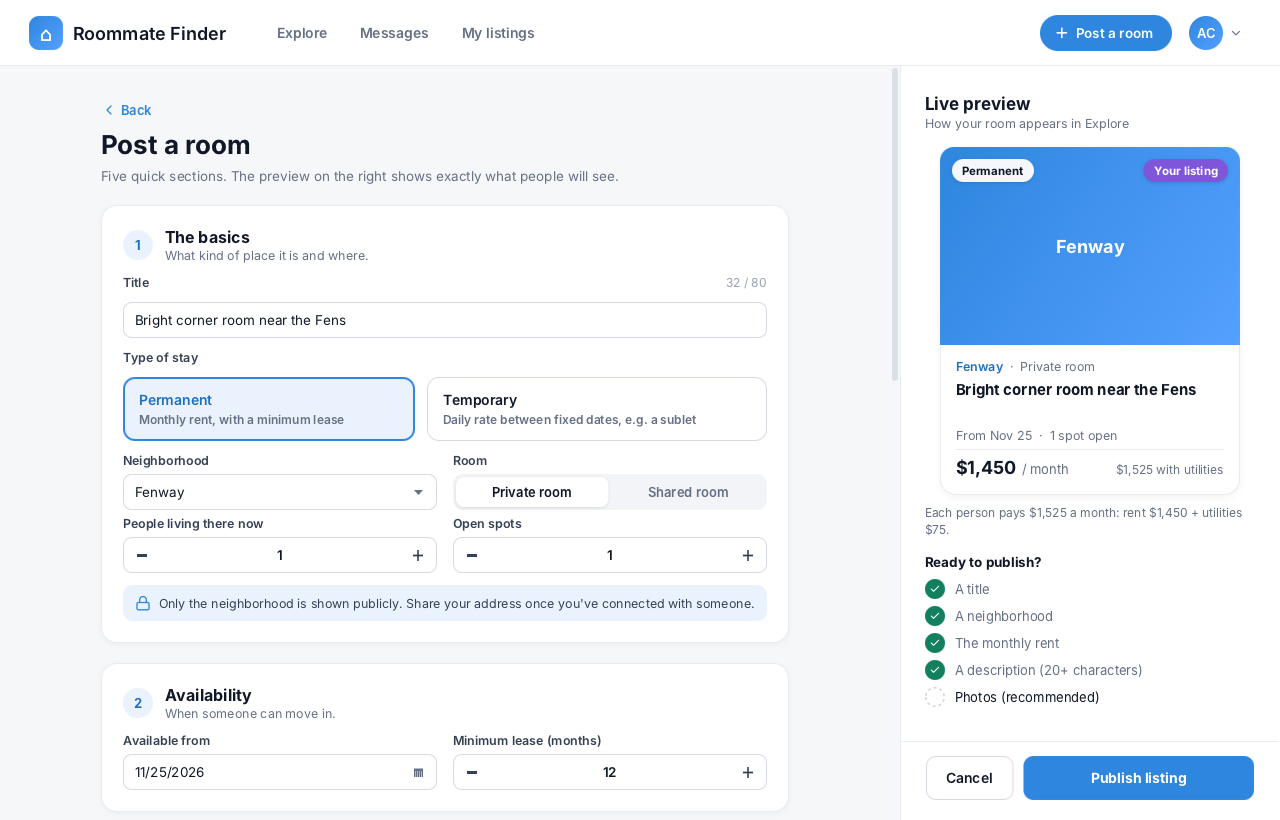 Roommate Finder
Explore
Messages
My listings
Post a room
AC
Back
Post a room
Five quick sections. The preview on the right shows exactly what people will see.
1
The basics
What kind of place it is and where.
Title
32 / 80
Bright corner room near the Fens
Type of stay
Permanent
Monthly rent, with a minimum lease
Temporary
Daily rate between fixed dates, e.g. a sublet
Neighborhood
Room
Fenway
Private room
Shared room
People living there now
Open spots
1
1
Only the neighborhood is shown publicly. Share your address once you've connected with someone.
2
Availability
When someone can move in.
Available from
Minimum lease (months)
11/25/2026
12
Live preview
How your room appears in Explore
Permanent
Your listing
Fenway
Fenway · Private room
Bright corner room near the Fens
From Nov 25 · 1 spot open
$1,450 / month
$1,525 with utilities
Each person pays $1,525 a month: rent $1,450 + utilities
$75.
Ready to publish?
A title
A neighborhood
The monthly rent
A description (20+ characters)
Photos (recommended)
Cancel
Publish listing